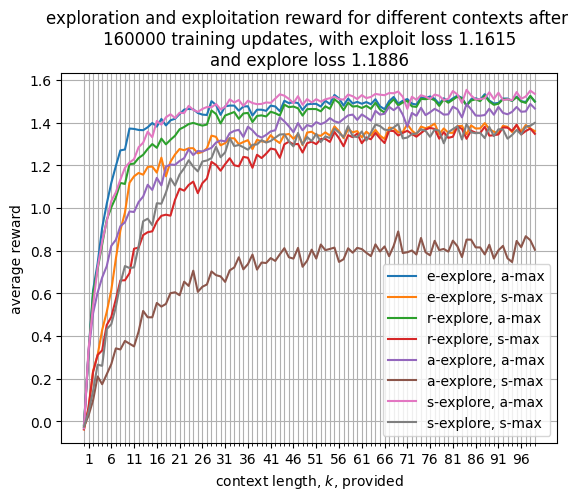 exploration and exploitation reward for different contexts after
160000 training updates, with exploit loss 1.1615
and explore loss 1.1886
1.6
1.4
1.2
1.0
0.8
0.6
0.4
0.2
0.0
average reward
e-explore, a-max
e-explore, s-max
r-explore, a-max
r-explore, s-max
a-explore, a-max
a-explore, s-max
s-explore, a-max
s-explore, s-max
1 6 11 16 21 26 31 36 41 46 51 56 61 66 71 76 81 86 91 96
context length, k, provided